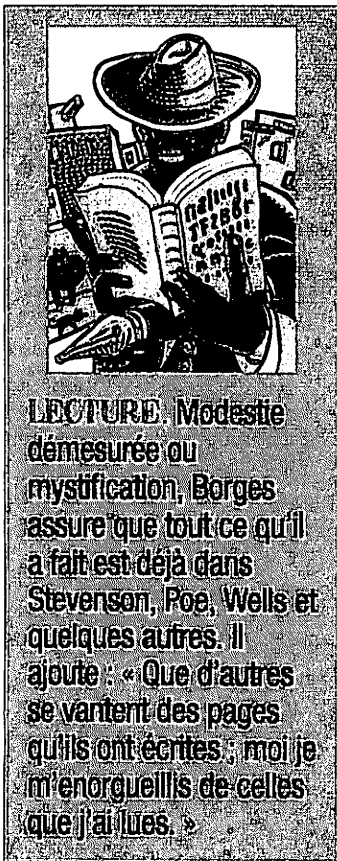 LECTURE. Modestie
démesurée ou
mystification, Borges
assure que tout ce qu'il
a fait est déjà dans
Stevenson, Poe, Wells et
quelques autres. Il
ajoute : « Que d'autres
se vantent des pages
qu'ils ont écrites ; moi je
m'enorgueillis de celles
que j'ai lues. »